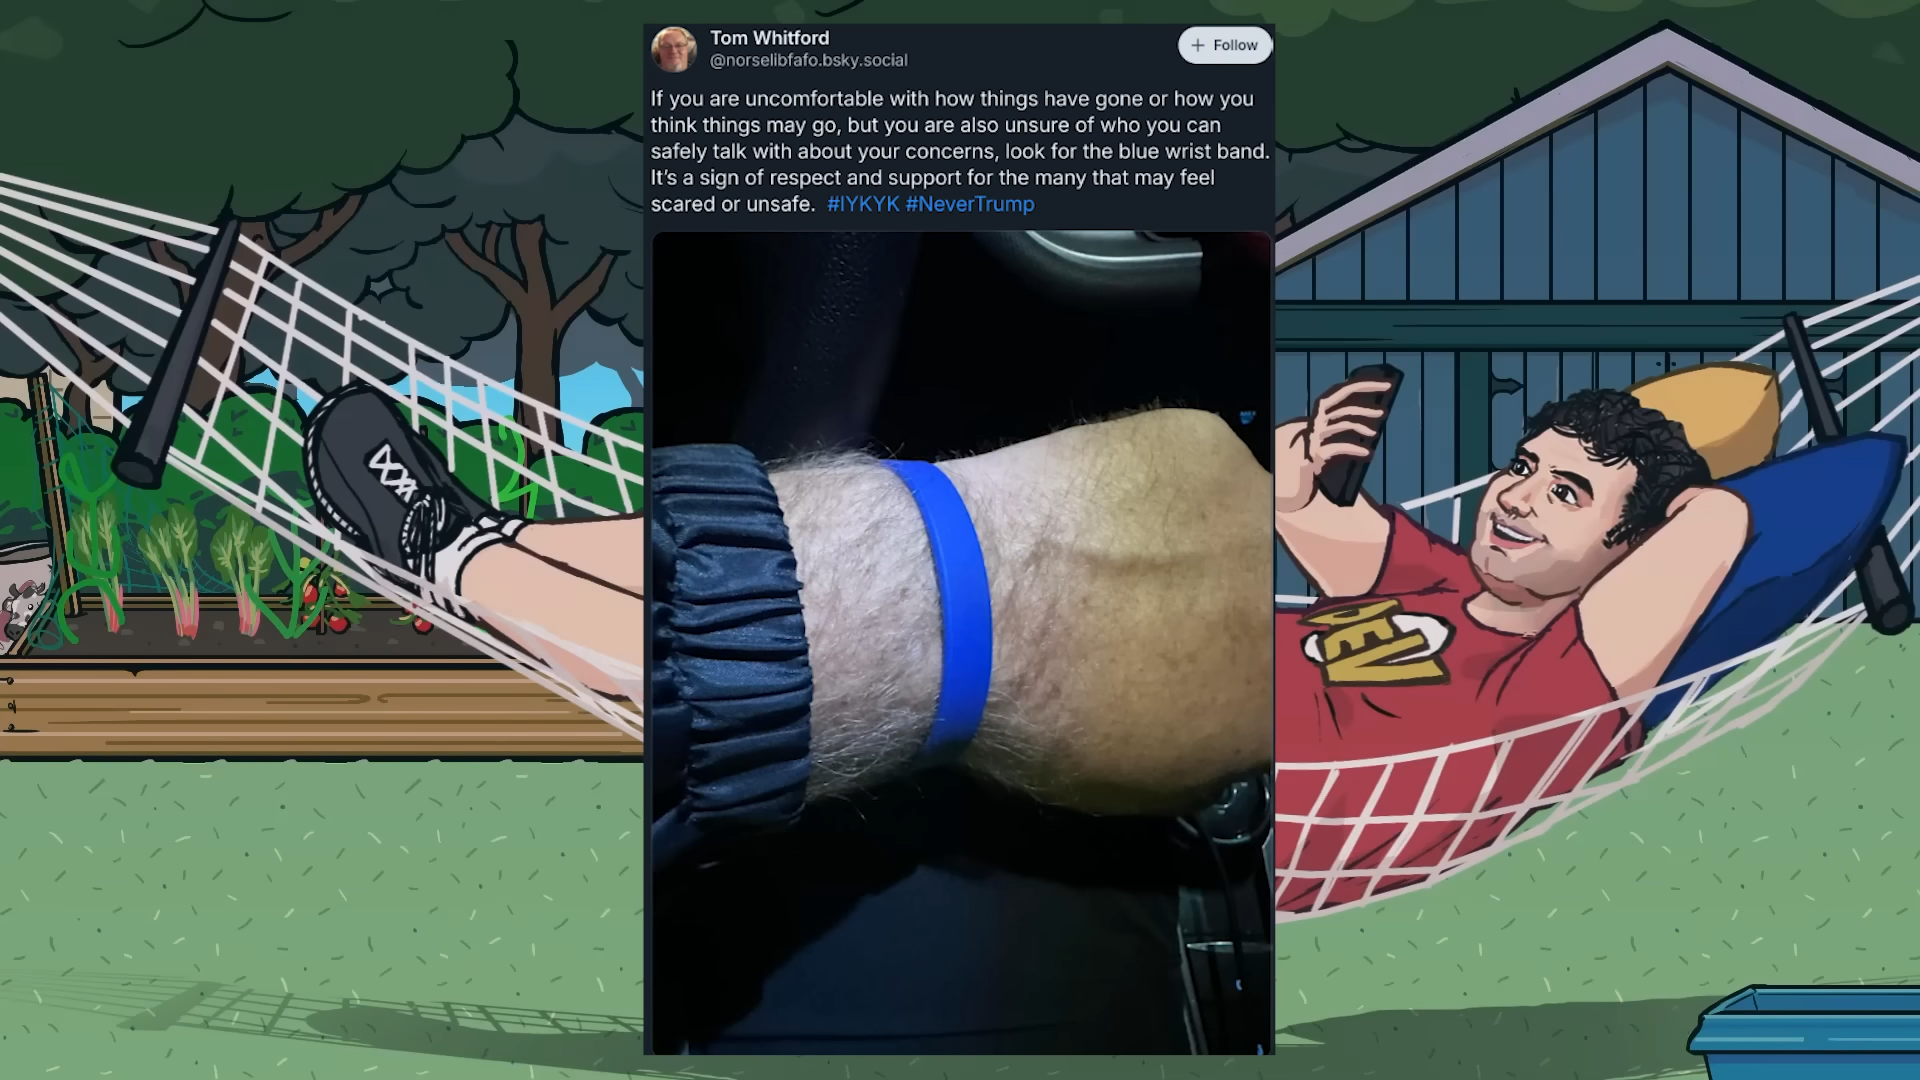 Tom Whitford
@norselibfafo.bsky.social
+ Follow
If you are uncomfortable with how things have gone or how you
think things may go, but you are also unsure of who you can
safely talk with about your concerns, look for the blue wrist band.
It's a sign of respect and support for the many that may feel
scared or unsafe. #IYKYK #NeverTrump